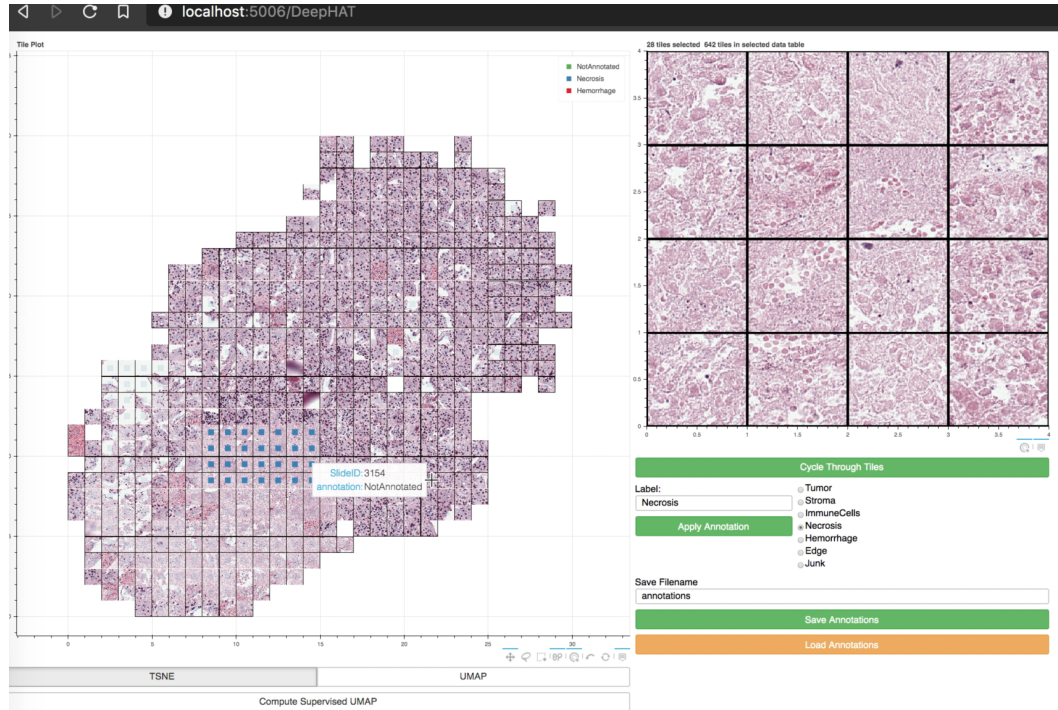 localhost:5006/DeepHAT
Tile Plot
NotAnnotated
Necrosis
Hemorrhage
SlideID: 3154
annotation: NotAnnotated
0 5 10 15 20 25 30
TSNE
UMAP
Compute Supervised UMAP
28 tiles selected 642 tiles in selected data table
4
3.5
3
2.5
2
1.5
1
0.5
0
0 0.5 1 1.5 2 2.5 3 3.5 4
Cycle Through Tiles
Label:
Necrosis
Apply Annotation
Tumor
Stroma
ImmuneCells
Necrosis
Hemorrhage
Edge
Junk
Save Filename
annotations
Save Annotations
Load Annotations